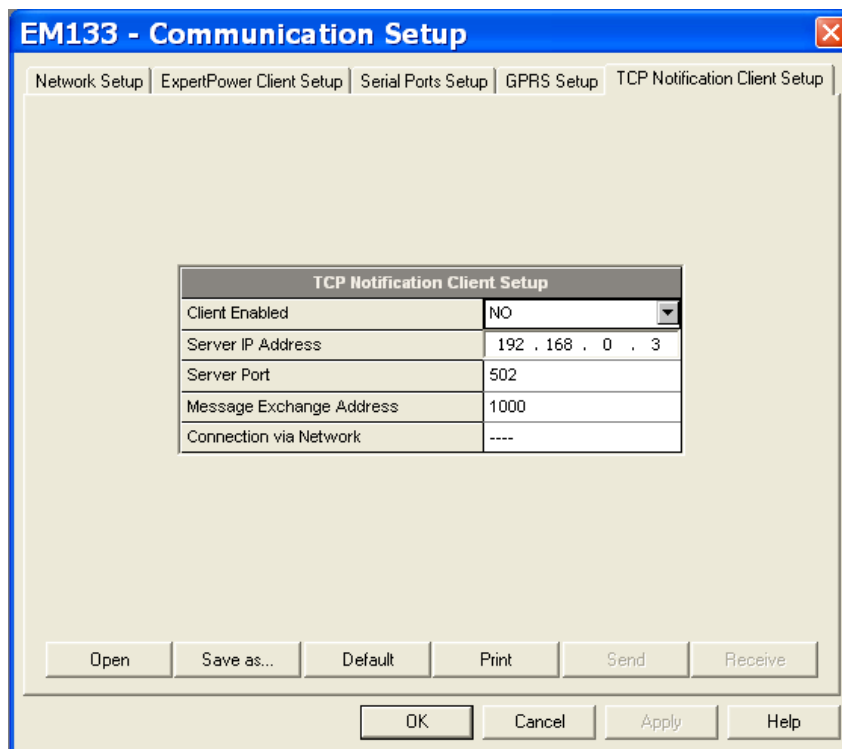 EM133 - Communication Setup
Network Setup ExpertPower Client Setup Serial Ports Setup GPRS Setup TCP Notification Client Setup
TCP Notification Client Setup
Client Enabled NO
Server IP Address 192 . 168 . 0 . 3
Server Port 502
Message Exchange Address 1000
Connection via Network ----
Open Save as... Default Print Send Receive
OK Cancel Apply Help